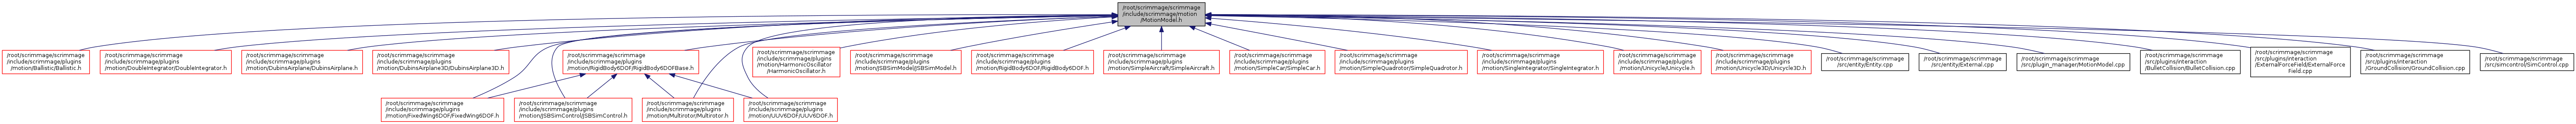 /root/scrimmage/scrimmage
/include/scrimmage/motion
/MotionModel.h
/root/scrimmage/scrimmage
/include/scrimmage/plugins
/motion/Ballistic/Ballistic.h
/root/scrimmage/scrimmage
/include/scrimmage/plugins
/motion/DoubleIntegrator/DoubleIntegrator.h
/root/scrimmage/scrimmage
/include/scrimmage/plugins
/motion/DubinsAirplane/DubinsAirplane.h
/root/scrimmage/scrimmage
/include/scrimmage/plugins
/motion/DubinsAirplane3D/DubinsAirplane3D.h
/root/scrimmage/scrimmage
/include/scrimmage/plugins
/motion/RigidBody6DOF/RigidBody6DOFBase.h
/root/scrimmage/scrimmage
/include/scrimmage/plugins
/motion/HarmonicOscillator
/HarmonicOscillator.h
/root/scrimmage/scrimmage
/include/scrimmage/plugins
/motion/JSBSimModel/JSBSimModel.h
/root/scrimmage/scrimmage
/include/scrimmage/plugins
/motion/RigidBody6DOF/RigidBody6DOF.h
/root/scrimmage/scrimmage
/include/scrimmage/plugins
/motion/SimpleAircraft/SimpleAircraft.h
/root/scrimmage/scrimmage
/include/scrimmage/plugins
/motion/SimpleCar/SimpleCar.h
/root/scrimmage/scrimmage
/include/scrimmage/plugins
/motion/SimpleQuadrotor/SimpleQuadrotor.h
/root/scrimmage/scrimmage
/include/scrimmage/plugins
/motion/SingleIntegrator/SingleIntegrator.h
/root/scrimmage/scrimmage
/include/scrimmage/plugins
/motion/Unicycle/Unicycle.h
/root/scrimmage/scrimmage
/include/scrimmage/plugins
/motion/Unicycle3D/Unicycle3D.h
/root/scrimmage/scrimmage
/src/entity/Entity.cpp
/root/scrimmage/scrimmage
/src/entity/External.cpp
/root/scrimmage/scrimmage
/src/plugin_manager/MotionModel.cpp
/root/scrimmage/scrimmage
/src/plugins/interaction
/BulletCollision/BulletCollision.cpp
/root/scrimmage/scrimmage
/src/plugins/interaction
/ExternalForceField/ExternalForce
Field.cpp
/root/scrimmage/scrimmage
/src/plugins/interaction
/GroundCollision/GroundCollision.cpp
/root/scrimmage/scrimmage
/src/simcontrol/SimControl.cpp
/root/scrimmage/scrimmage
/include/scrimmage/plugins
/motion/FixedWing6DOF/FixedWing6DOF.h
/root/scrimmage/scrimmage
/include/scrimmage/plugins
/motion/JSBSimControl/JSBSimControl.h
/root/scrimmage/scrimmage
/include/scrimmage/plugins
/motion/Multirotor/Multirotor.h
/root/scrimmage/scrimmage
/include/scrimmage/plugins
/motion/UUV6DOF/UUV6DOF.h